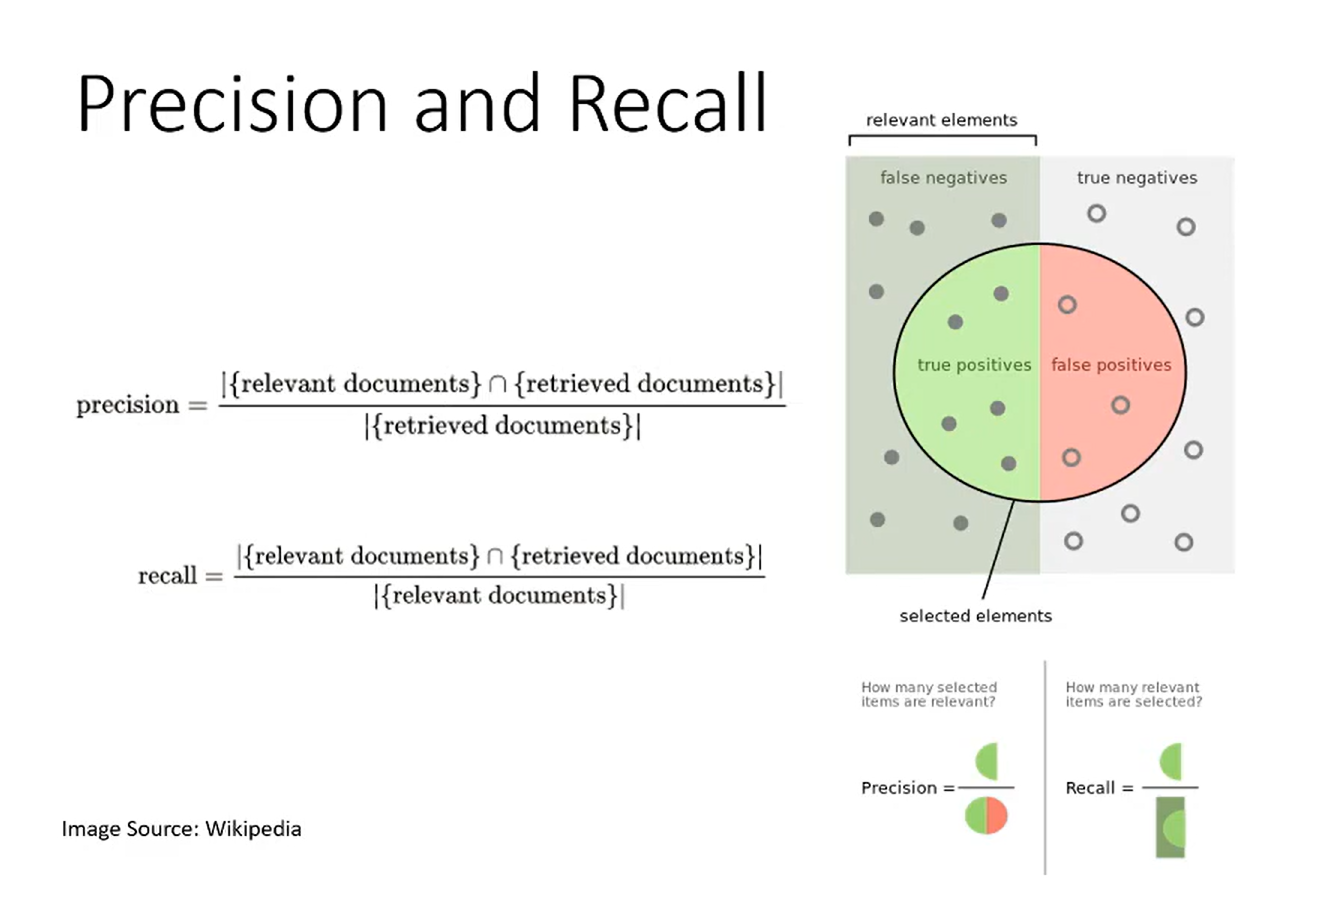 Precision and Recall
precision = |{relevant documents} ∩ {retrieved documents}|
|{retrieved documents}|
recall = |{relevant documents} ∩ {retrieved documents}|
|{relevant documents}|
Image Source: Wikipedia
relevant elements
false negatives true negatives
true positives false positives
selected elements
How many selected
items are relevant?
How many relevant
items are selected?
Precision =
Recall =